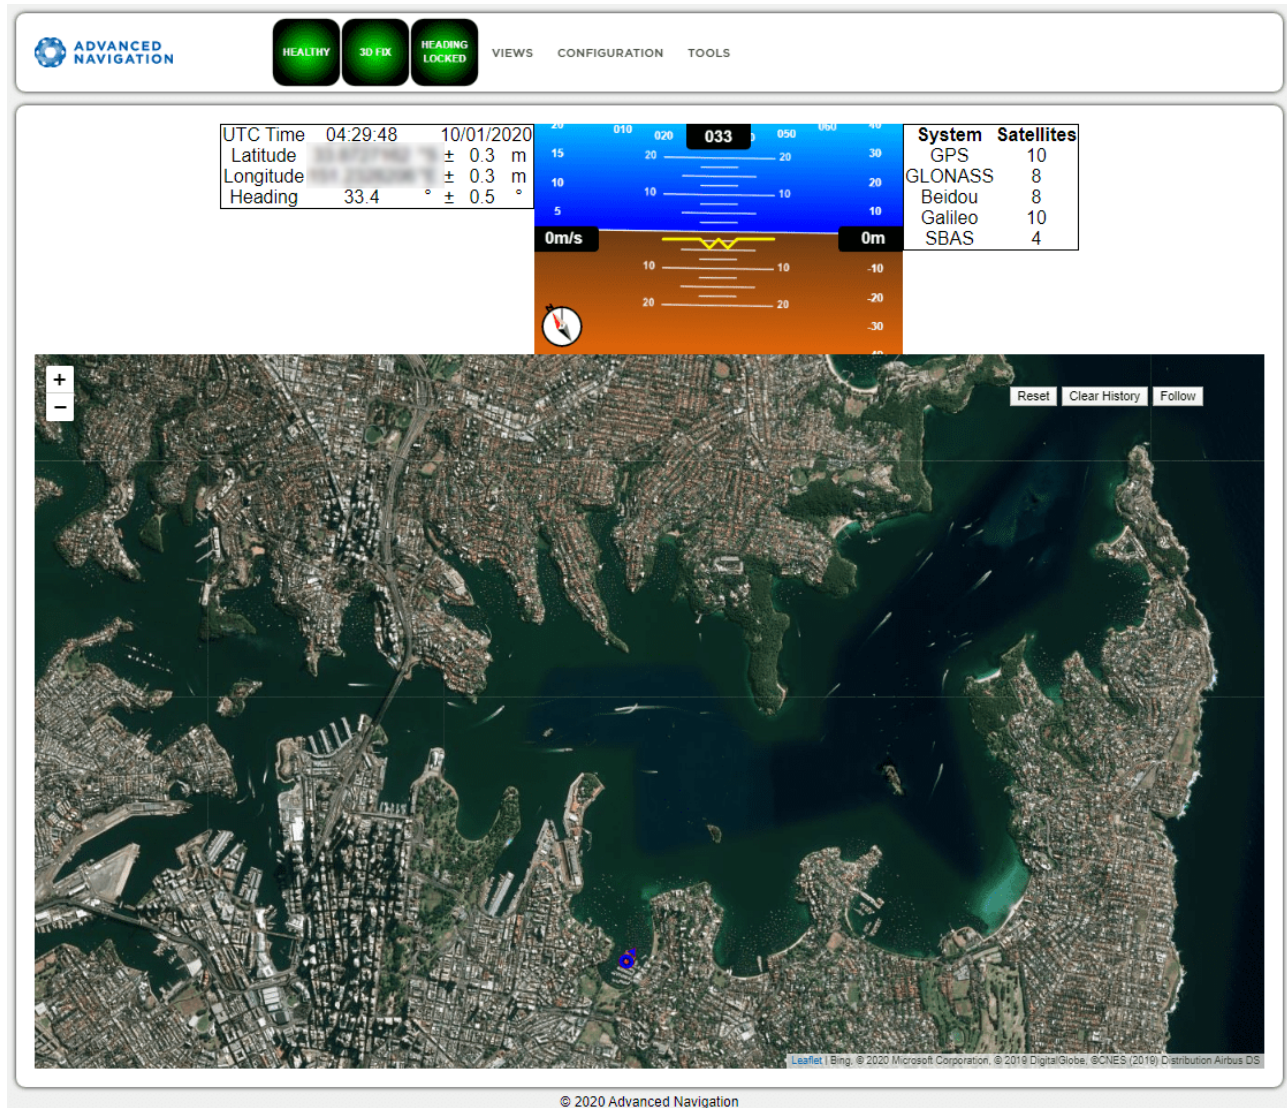 ADVANCED
NAVIGATION
HEALTHY
3D FIX
HEADING
LOCKED
VIEWS
CONFIGURATION
TOOLS
UTC Time 04:29:48 10/01/2020
Latitude ± 0.3 m
Longitude ± 0.3 m
Heading 33.4 ° ± 0.5 °
20 010 020 033 050 060 40
15 20 20 30
10 10 10 20
5 10
0m/s 0m
10 10 -10
20 20 -20
N -30
System Satellites
GPS 10
GLONASS 8
Beidou 8
Galileo 10
SBAS 4
+
−
Reset Clear History Follow
Leaflet | Bing, © 2020 Microsoft Corporation, © 2019 DigitalGlobe, ©CNES (2019) Distribution Airbus DS
© 2020 Advanced Navigation